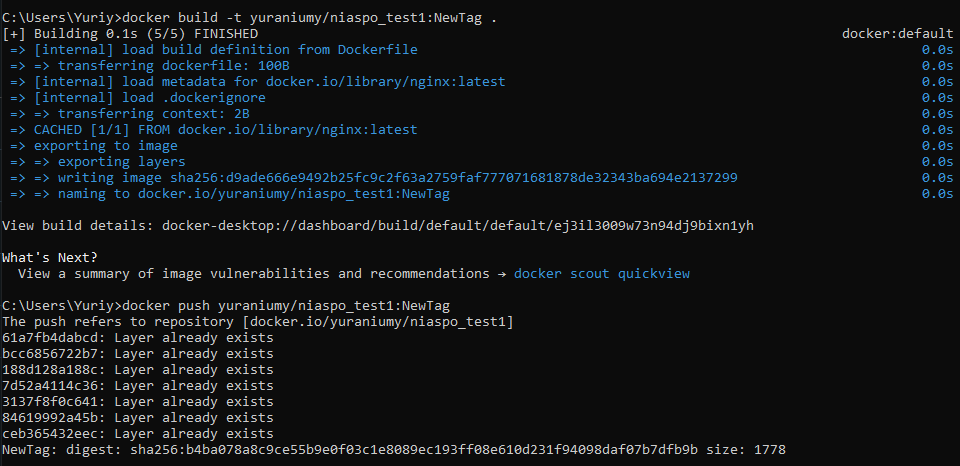 C:\Users\Yuriy>docker build -t yuraniumy/niaspo_test1:NewTag .
[+] Building 0.1s (5/5) FINISHED docker:default
=> [internal] load build definition from Dockerfile 0.0s
=> => transferring dockerfile: 100B 0.0s
=> [internal] load metadata for docker.io/library/nginx:latest 0.0s
=> [internal] load .dockerignore 0.0s
=> => transferring context: 2B 0.0s
=> CACHED [1/1] FROM docker.io/library/nginx:latest 0.0s
=> exporting to image 0.0s
=> => exporting layers 0.0s
=> => writing image sha256:d9ade666e9492b25fc9c2f63a2759faf777071681878de32343ba694e2137299 0.0s
=> => naming to docker.io/yuraniumy/niaspo_test1:NewTag 0.0s
View build details: docker-desktop://dashboard/build/default/default/ej3il3009w73n94dj9bixn1yh
What's Next?
View a summary of image vulnerabilities and recommendations → docker scout quickview
C:\Users\Yuriy>docker push yuraniumy/niaspo_test1:NewTag
The push refers to repository [docker.io/yuraniumy/niaspo_test1]
61a7fb4dabcd: Layer already exists
bcc6856722b7: Layer already exists
188d128a188c: Layer already exists
7d52a4114c36: Layer already exists
3137f8f0c641: Layer already exists
84619992a45b: Layer already exists
ceb365432eec: Layer already exists
NewTag: digest: sha256:b4ba078a8c9ce55b9e0f03c1e8089ec193ff08e610d231f94098daf07b7dfb9b size: 1778